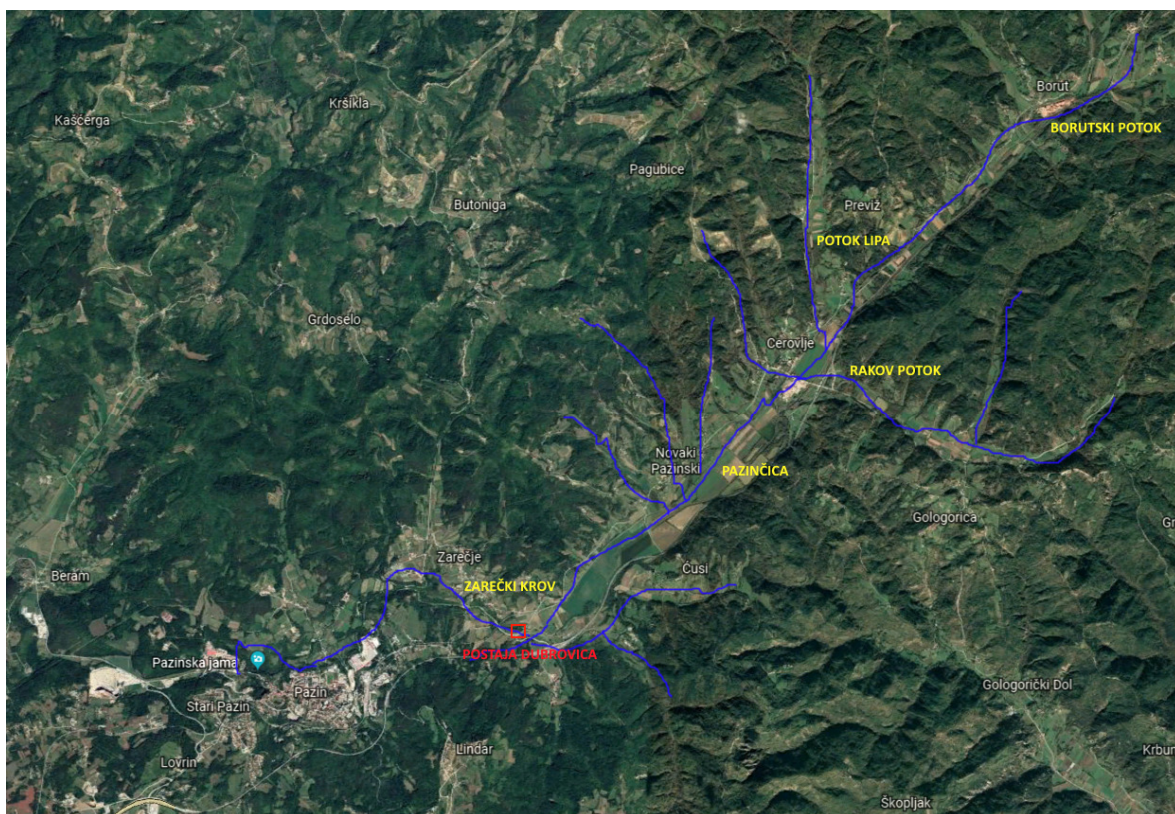 Borut
Kršikla
Kašćerga
BORUTSKI POTOK
Pagubice
Butoniga
Previž
POTOK LIPA
Grdoselo
Cerovlje
RAKOV POTOK
Novaki
Pazinski
PAZINČICA
Gologorica
Gr
Zarečje
Beram
ZAREČKI KROV
Ćusi
POSTAJA DUBROVICA
Pazinska jama
Gologorički Dol
Pazin
Stari Pazin
Lindar
Krbun
Lovrin
Škopljak